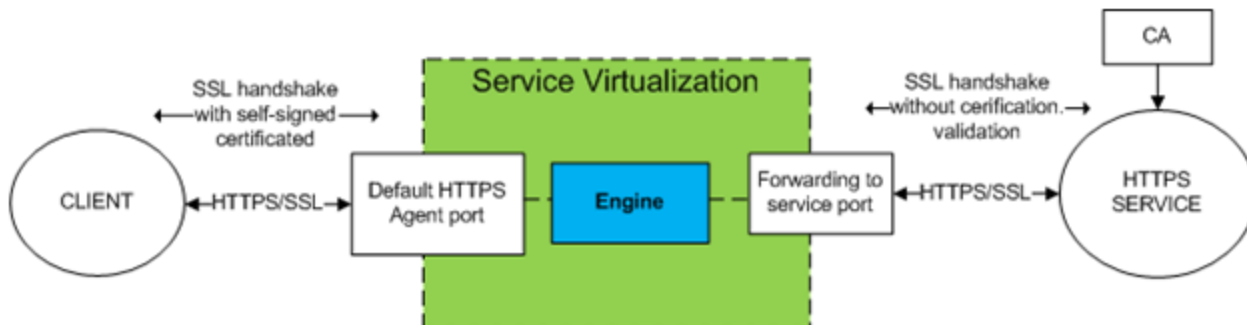 CA
Service Virtualization
SSL handshake
with self-signed
certificated
SSL handshake
without cerification.
validation
CLIENT
HTTPS/SSL
Default HTTPS
Agent port
Engine
Forwarding to
service port
HTTPS/SSL
HTTPS
SERVICE